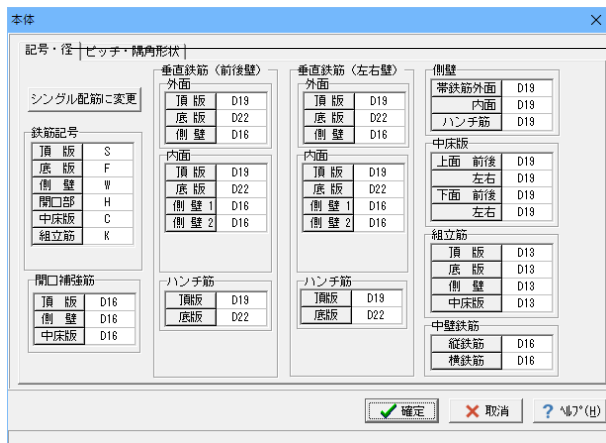 本体
記号・径 ピッチ・隅角形状
シングル配筋に変更
鉄筋記号
頂 版 S
底 版 F
側 壁 W
開口部 H
中床版 C
組立筋 K
開口補強筋
頂 版 D16
側 壁 D16
中床版 D16
垂直鉄筋（前後壁）
外面
頂 版 D19
底 版 D22
側 壁 D16
内面
頂 版 D19
底 版 D22
側 壁 1 D16
側 壁 2 D16
ハンチ筋
頂版 D19
底版 D22
垂直鉄筋（左右壁）
外面
頂 版 D19
底 版 D22
側 壁 D16
内面
頂 版 D19
底 版 D22
側 壁 1 D16
側 壁 2 D16
ハンチ筋
頂版 D19
底版 D22
側壁
帯鉄筋外面 D19
内面 D19
ハンチ筋 D19
中床版
上面 前後 D19
左右 D19
下面 前後 D19
左右 D19
組立筋
頂 版 D13
底 版 D13
側 壁 D13
中床版 D13
中壁鉄筋
縦鉄筋 D16
横鉄筋 D16
確定 取消 ? ﾍﾙﾌﾟ(H)